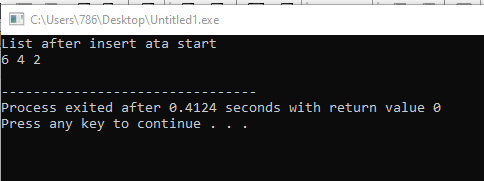 C:\Users\786\Desktop\Untitled1.exe
List after insert ata start
6 4 2
--------------------------------
Process exited after 0.4124 seconds with return value 0
Press any key to continue . . .